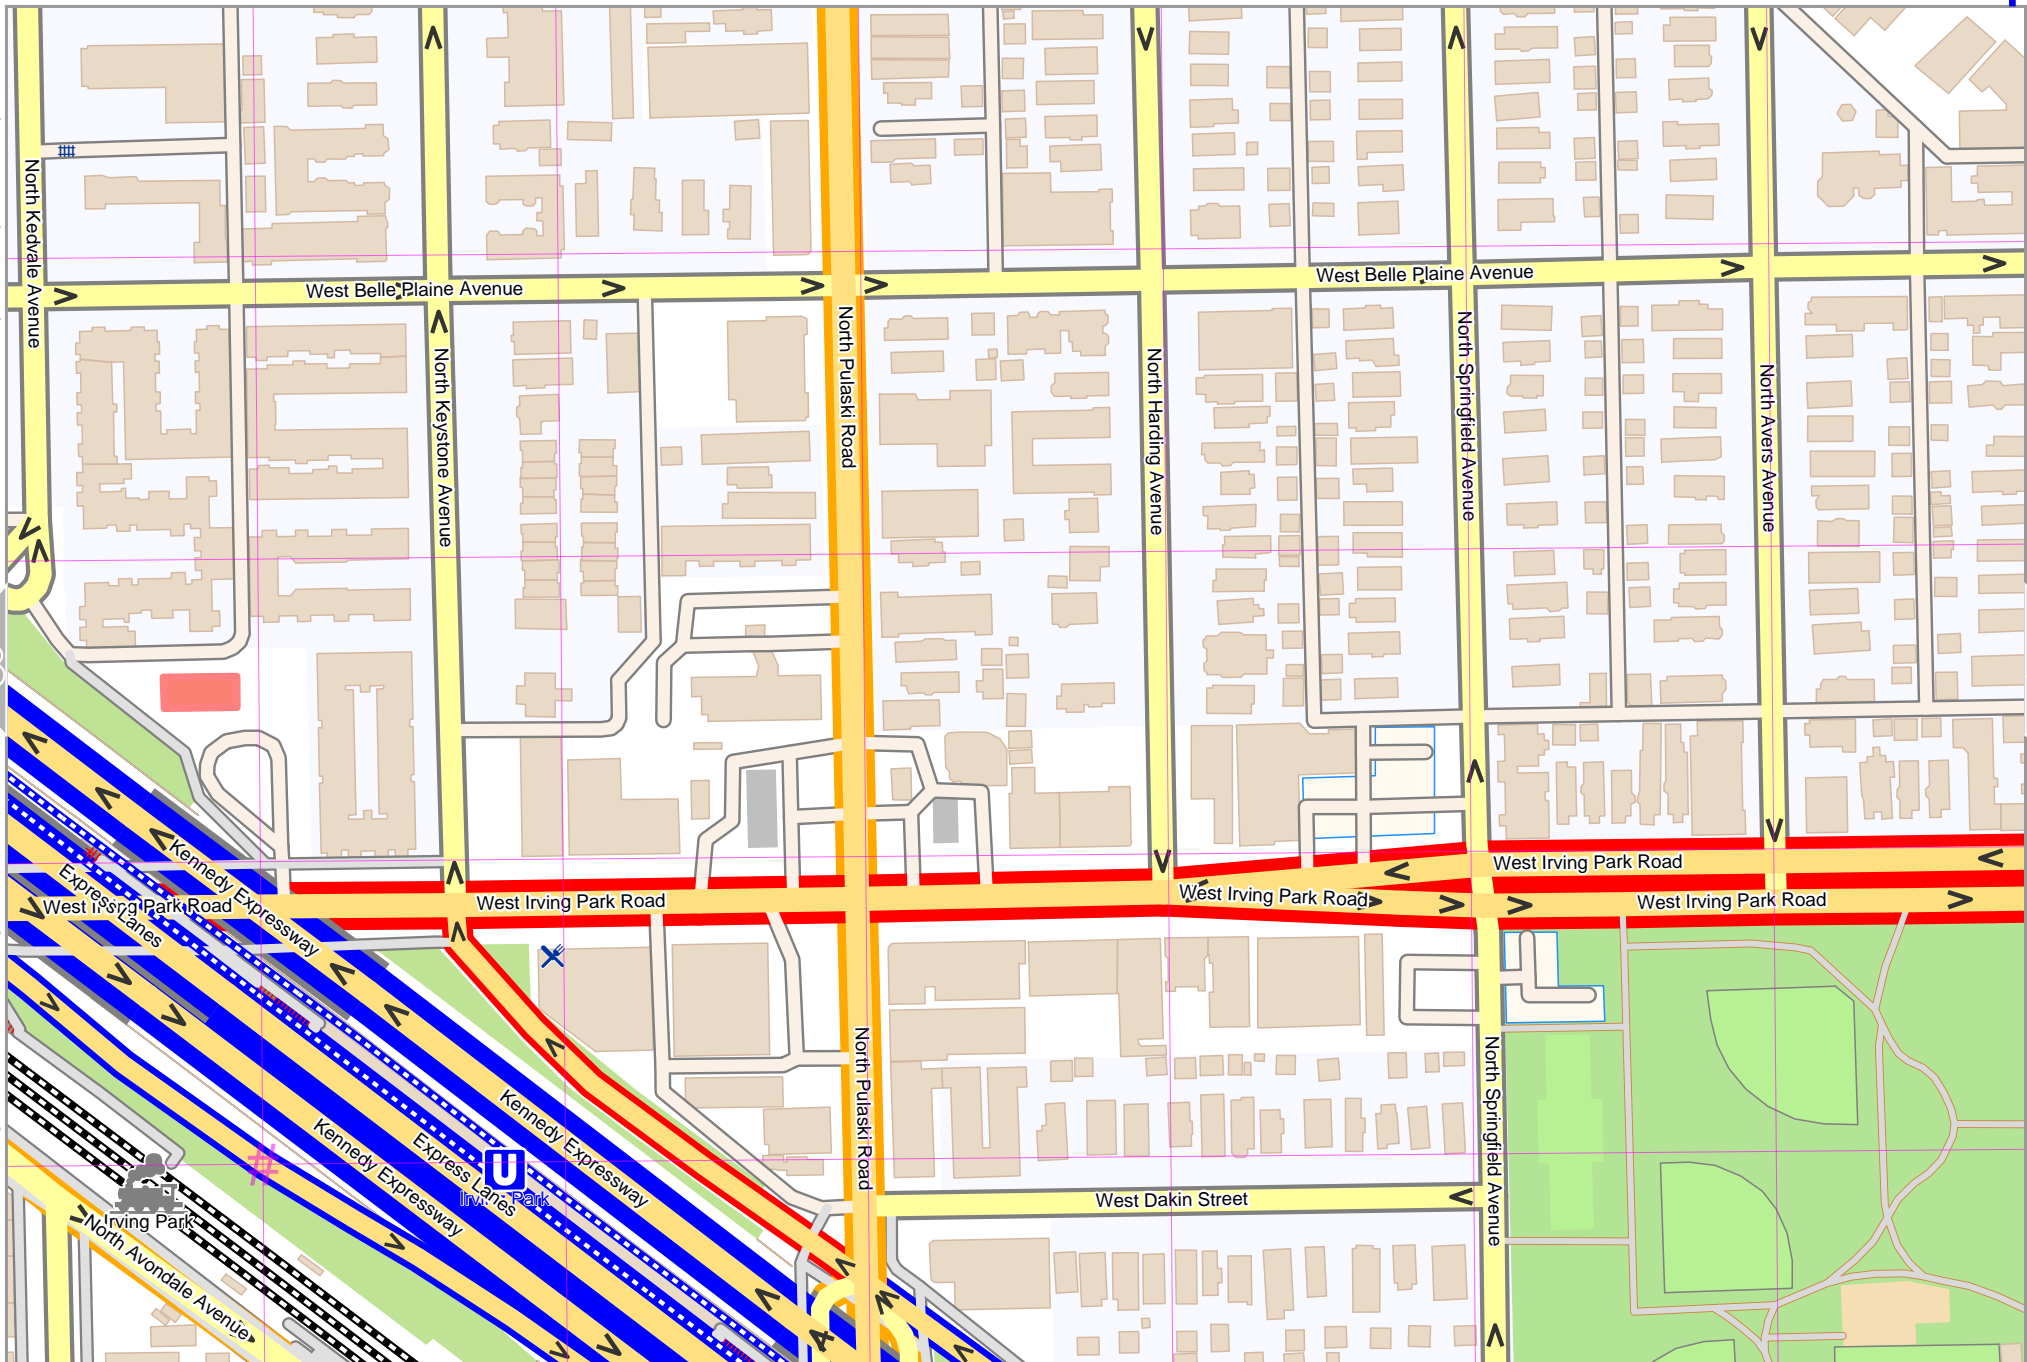 North Kedvale Avenue
West Belle Plaine Avenue
West Belle Plaine Avenue
North Keystone Avenue
North Pulaski Road
North Harding Avenue
North Springfield Avenue
North Avers Avenue
West Irving Park Road
West Irving Park Road
West Irving Park Road
West Irving Park Road
West Irving Park Road
Kennedy Expressway
Express Lanes
North Pulaski Road
North Springfield Avenue
Kennedy Expressway
Express Lanes
Kennedy Expressway
U
Irving Park
West Dakin Street
Irving Park
North Avondale Avenue